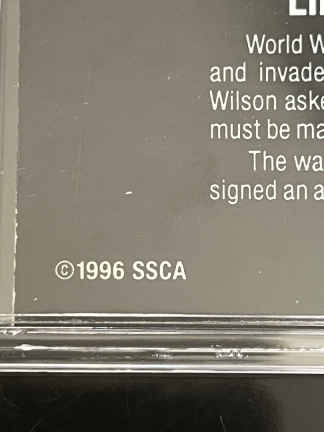 World W
and invade
Wilson aske
must be ma
The wa
signed an a
©1996 SSCA